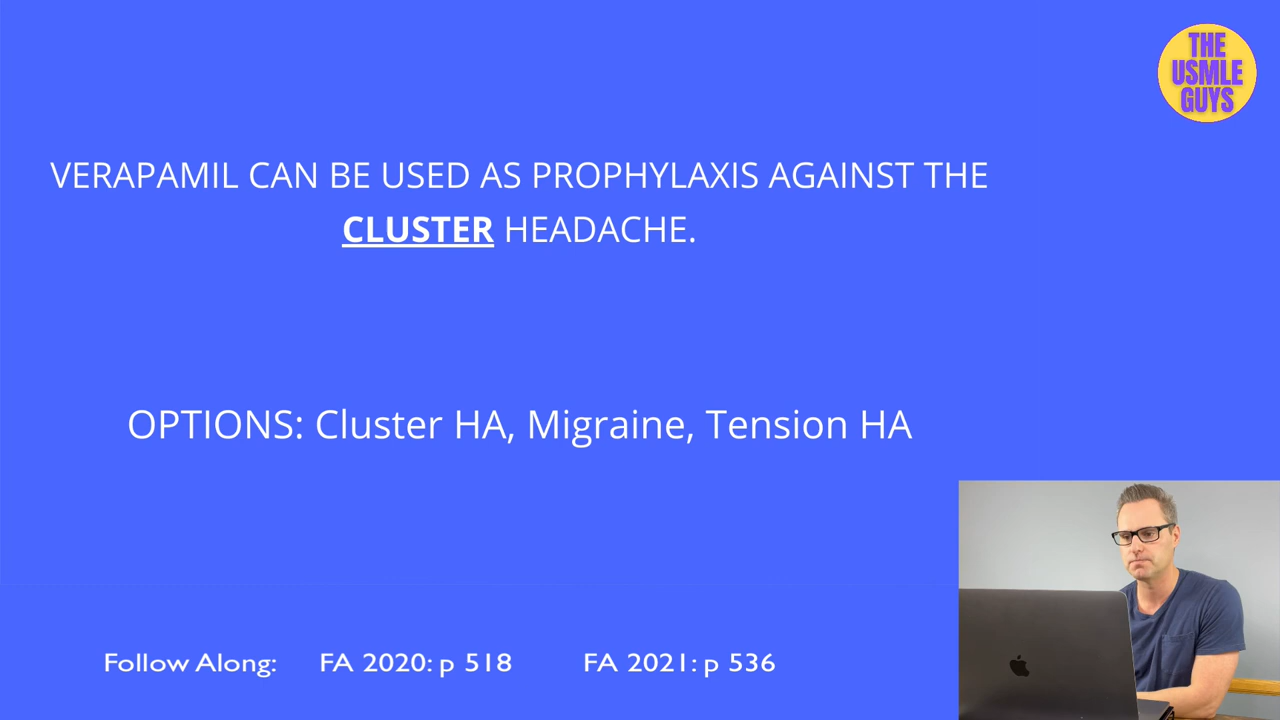 THE
USMLE
GUYS
VERAPAMIL CAN BE USED AS PROPHYLAXIS AGAINST THE
CLUSTER HEADACHE.
OPTIONS: Cluster HA, Migraine, Tension HA
Follow Along: FA 2020: p 518 FA 2021: p 536